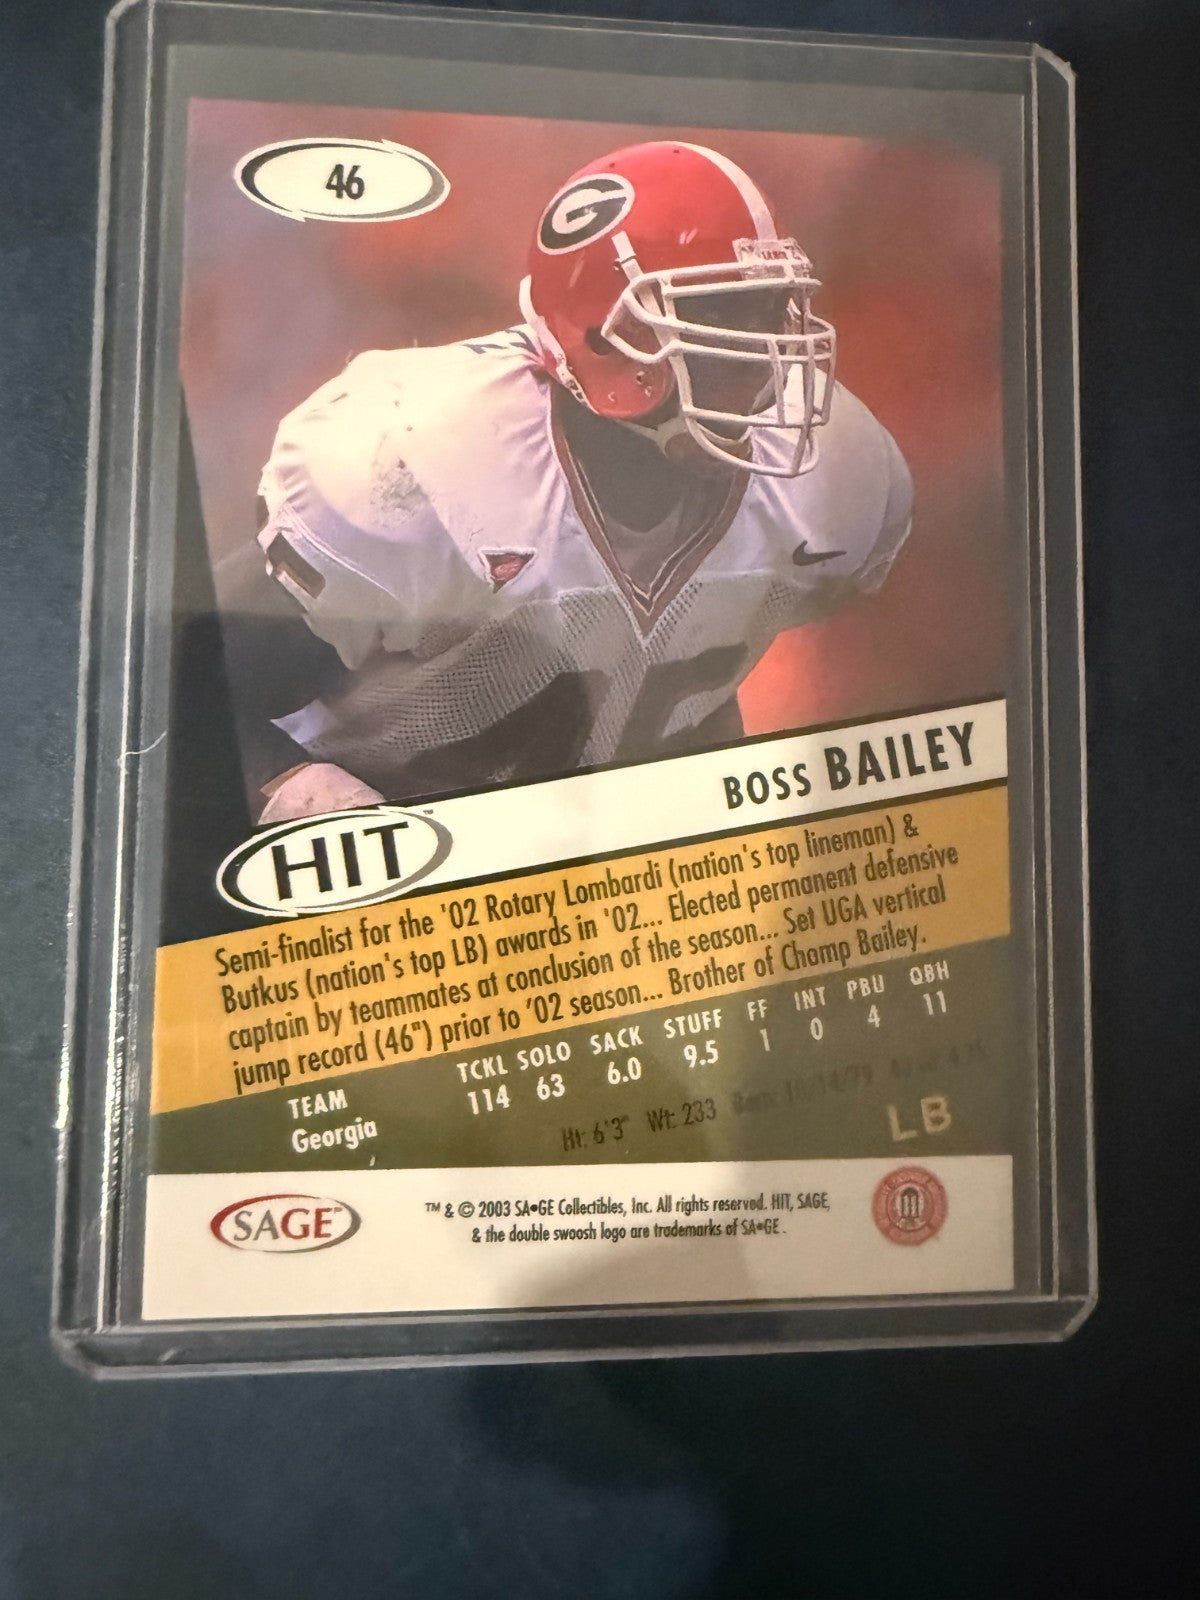 46
G
BOSS BAILEY
HIT™
Semi-finalist for the '02 Rotary Lombardi (nation's top lineman) &
Butkus (nation's top LB) awards in '02... Elected permanent defensive
captain by teammates at conclusion of the season... Set UGA vertical
jump record (46") prior to '02 season... Brother of Champ Bailey.
TEAM TCKL SOLO SACK STUFF FF INT PBU QBH
Georgia 114 63 6.0 9.5 1 0 4 11
Ht: 6'3" Wt: 233
LB
SAGE™
™ & © 2003 SA•GE Collectibles, Inc. All rights reserved. HIT, SAGE,
& the double swoosh logo are trademarks of SA•GE.